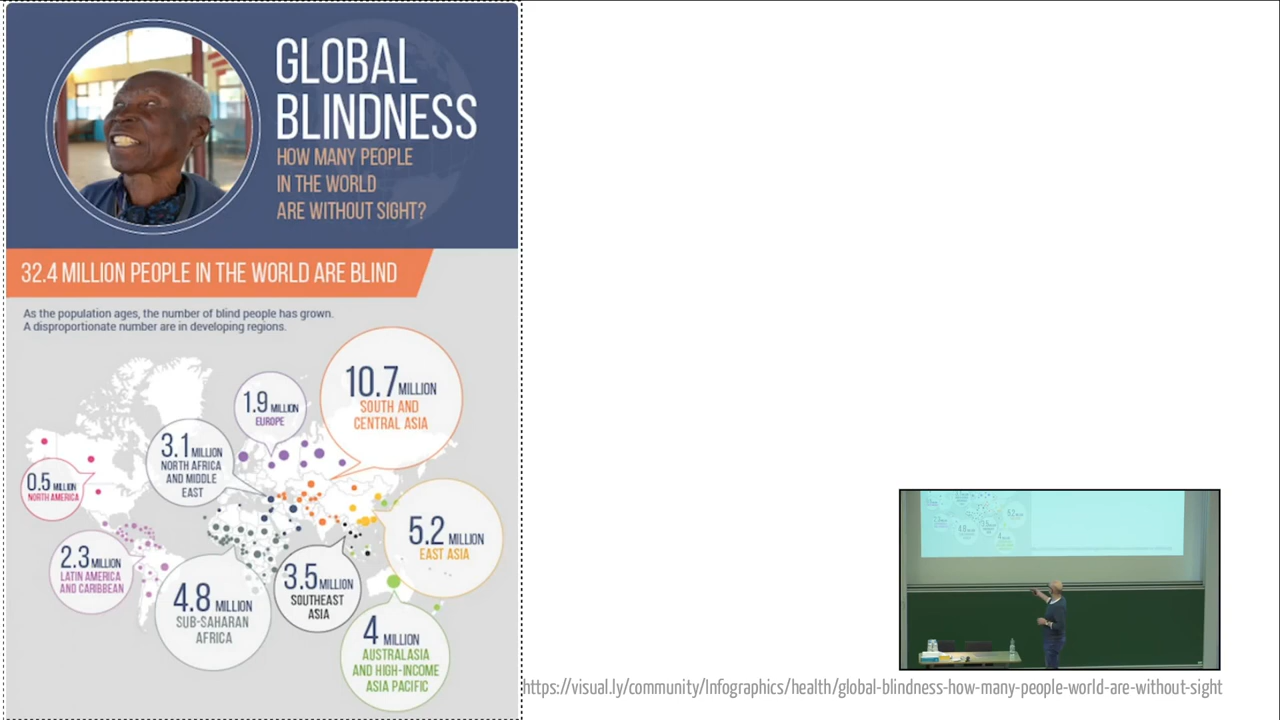 GLOBAL
BLINDNESS
HOW MANY PEOPLE
IN THE WORLD
ARE WITHOUT SIGHT?
32.4 MILLION PEOPLE IN THE WORLD ARE BLIND
As the population ages, the number of blind people has grown.
A disproportionate number are in developing regions.
10.7 MILLION
SOUTH AND
CENTRAL ASIA
1.9 MILLION
EUROPE
3.1 MILLION
NORTH AFRICA
AND MIDDLE
EAST
0.5 MILLION
NORTH AMERICA
5.2 MILLION
EAST ASIA
2.3 MILLION
LATIN AMERICA
AND CARIBBEAN
4.8 MILLION
SUB-SAHARAN
AFRICA
3.5 MILLION
SOUTHEAST
ASIA
4 MILLION
AUSTRALASIA
AND HIGH-INCOME
ASIA PACIFIC
https://visual.ly/community/Infographics/health/global-blindness-how-many-people-world-are-without-sight